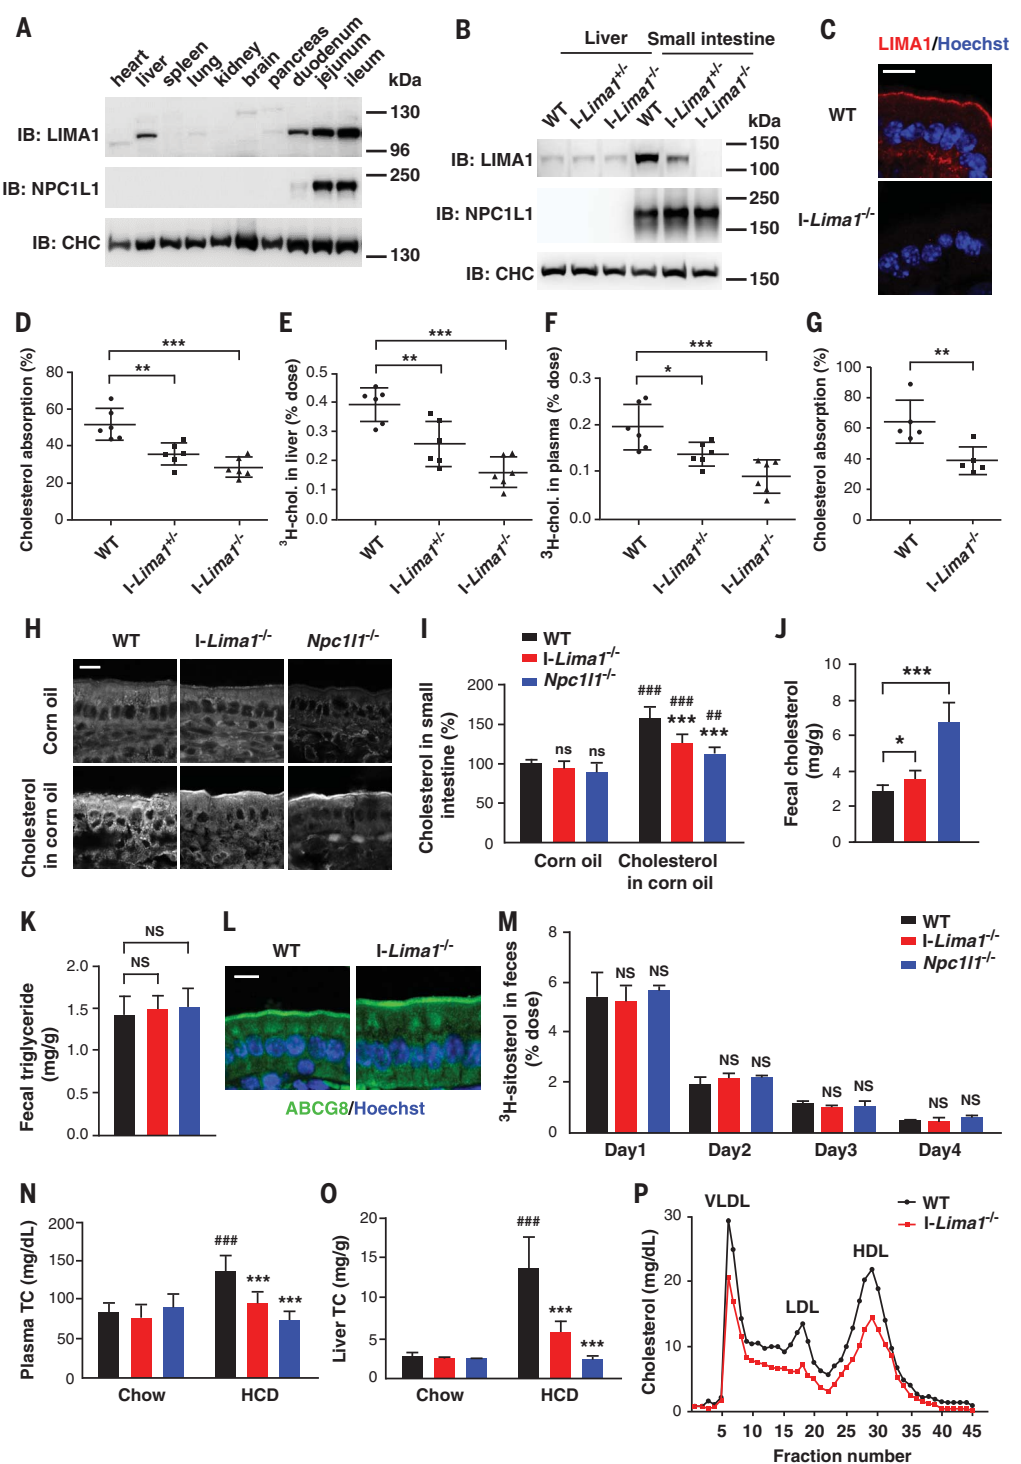 A
heart
liver
spleen
lung
kidney
brain
pancreas
duodenum
jejunum
ileum
kDa
IB: LIMA1
130
96
IB: NPC1L1
250
IB: CHC
130
B
Liver
Small intestine
WT
I-Lima1+/-
I-Lima1-/-
WT
I-Lima1+/-
I-Lima1-/-
kDa
IB: LIMA1
150
100
IB: NPC1L1
250
150
IB: CHC
150
C
LIMA1/Hoechst
WT
I-Lima1-/-
D
Cholesterol absorption (%)
80
60
40
20
0
***
**
WT
I-Lima1+/-
I-Lima1-/-
E
3H-chol. in liver (% dose)
0.5
0.4
0.3
0.2
0.1
0.0
***
**
WT
I-Lima1+/-
I-Lima1-/-
F
3H-chol. in plasma (% dose)
0.3
0.2
0.1
0.0
***
*
WT
I-Lima1+/-
I-Lima1-/-
G
Cholesterol absorption (%)
100
80
60
40
20
0
**
WT
I-Lima1-/-
H
WT
I-Lima1-/-
Npc1l1-/-
Corn oil
Cholesterol
in corn oil
I
WT
I-Lima1-/-
Npc1l1-/-
Cholesterol in small
intestine (%)
200
150
100
50
0
ns
ns
###
###
***
##
***
Corn oil
Cholesterol
in corn oil
J
Fecal cholesterol
(mg/g)
10
8
6
4
2
0
***
*
K
Fecal triglyceride
(mg/g)
2.0
1.5
1.0
0.5
0.0
NS
NS
L
WT
I-Lima1-/-
ABCG8/Hoechst
M
3H-sitosterol in feces
(% dose)
8
6
4
2
0
WT
I-Lima1-/-
Npc1l1-/-
NS NS
NS NS
NS NS
NS NS
Day1
Day2
Day3
Day4
N
Plasma TC (mg/dL)
200
150
100
50
0
###
***
***
Chow
HCD
O
Liver TC (mg/g)
20
15
10
5
0
###
***
***
Chow
HCD
P
Cholesterol (mg/dL)
30
20
10
0
VLDL
LDL
HDL
WT
I-Lima1-/-
5 10 15 20 25 30 35 40 45
Fraction number